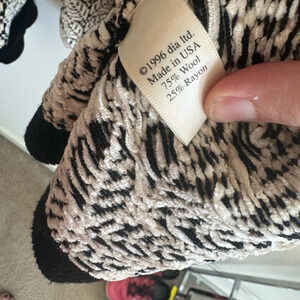 ©1996 dia ltd.
Made in USA
75% Wool
25% Rayon